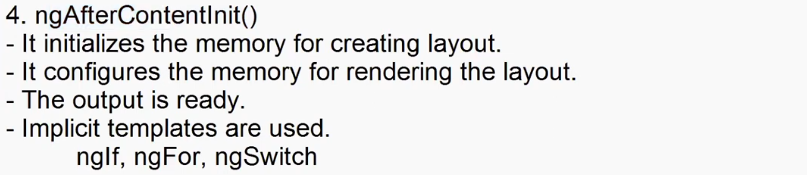 4. ngAfterContentInit()
- It initializes the memory for creating layout.
- It configures the memory for rendering the layout.
- The output is ready.
- Implicit templates are used.
ngIf, ngFor, ngSwitch